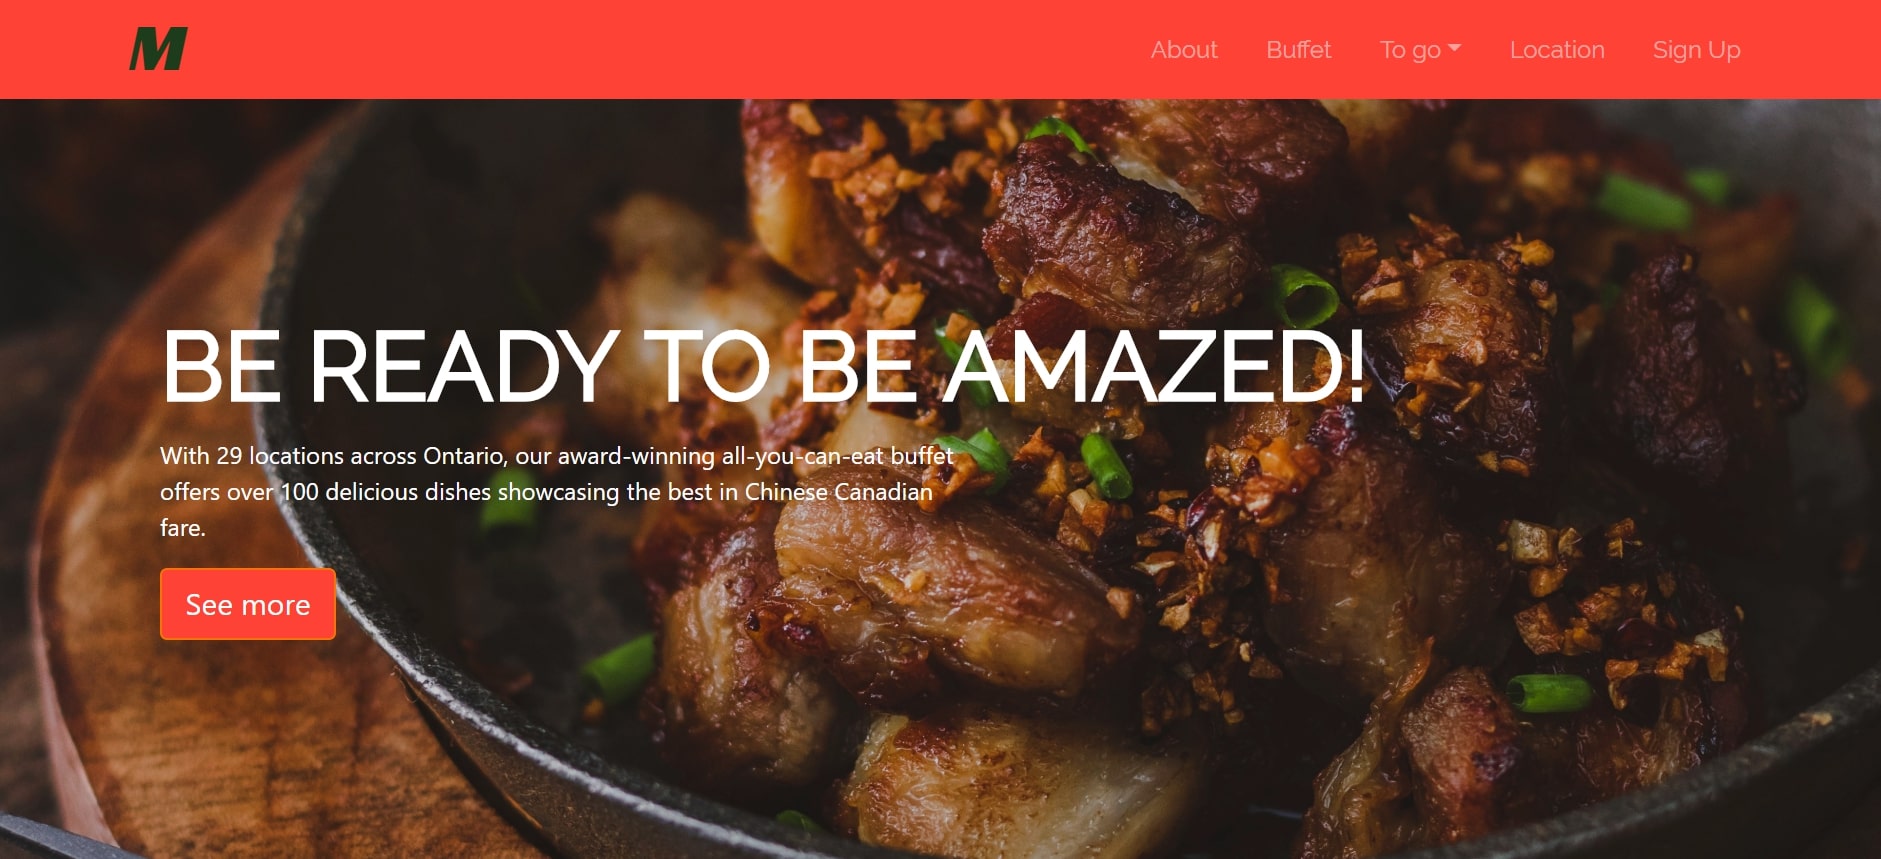 M
About Buffet To go Location Sign Up
BE READY TO BE AMAZED!
With 29 locations across Ontario, our award-winning all-you-can-eat buffet
offers over 100 delicious dishes showcasing the best in Chinese Canadian
fare.
See more